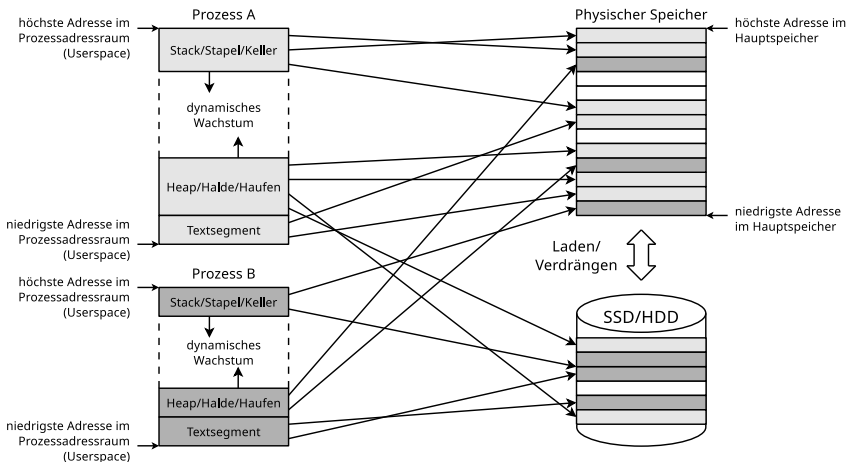 Prozess A
höchste Adresse im
Prozessadressraum
(Userspace)
Stack/Stapel/Keller
dynamisches
Wachstum
Heap/Halde/Haufen
niedrigste Adresse im
Prozessadressraum
(Userspace)
Textsegment
Prozess B
höchste Adresse im
Prozessadressraum
(Userspace)
Stack/Stapel/Keller
dynamisches
Wachstum
Heap/Halde/Haufen
niedrigste Adresse im
Prozessadressraum
(Userspace)
Textsegment
Physischer Speicher
höchste Adresse im
Hauptspeicher
niedrigste Adresse
im Hauptspeicher
Laden/
Verdrängen
SSD/HDD